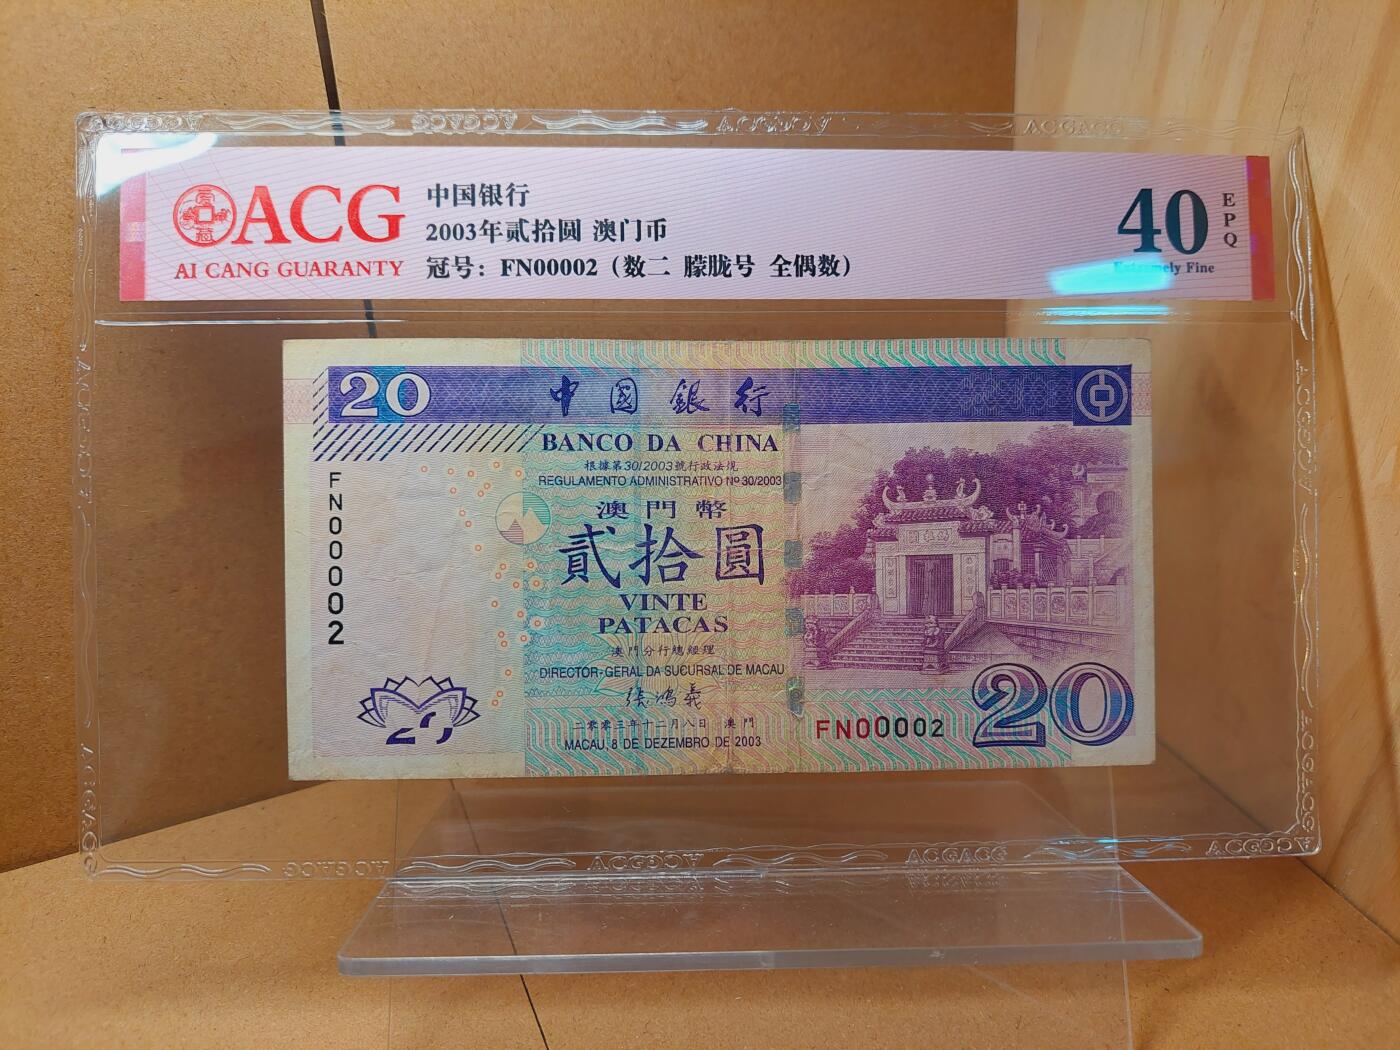 ACG
AI CANG GUARANTY
中国银行
2003年贰拾圆 澳门币
冠号：FN00002（数二 朦胧号 全偶数）
40
EPQ
Extremely Fine
20
中國銀行
BANCO DA CHINA
根據第30/2003號行政法規
REGULAMENTO ADMINISTRATIVO Nº 30/2003
澳門幣
貳拾圓
VINTE
PATACAS
澳門分行總經理
DIRECTOR-GERAL DA SUCURSAL DE MACAU
張鴻義
二零零三年十二月八日 澳門
MACAU, 8 DE DEZEMBRO DE 2003
FN00002
FN00002
20